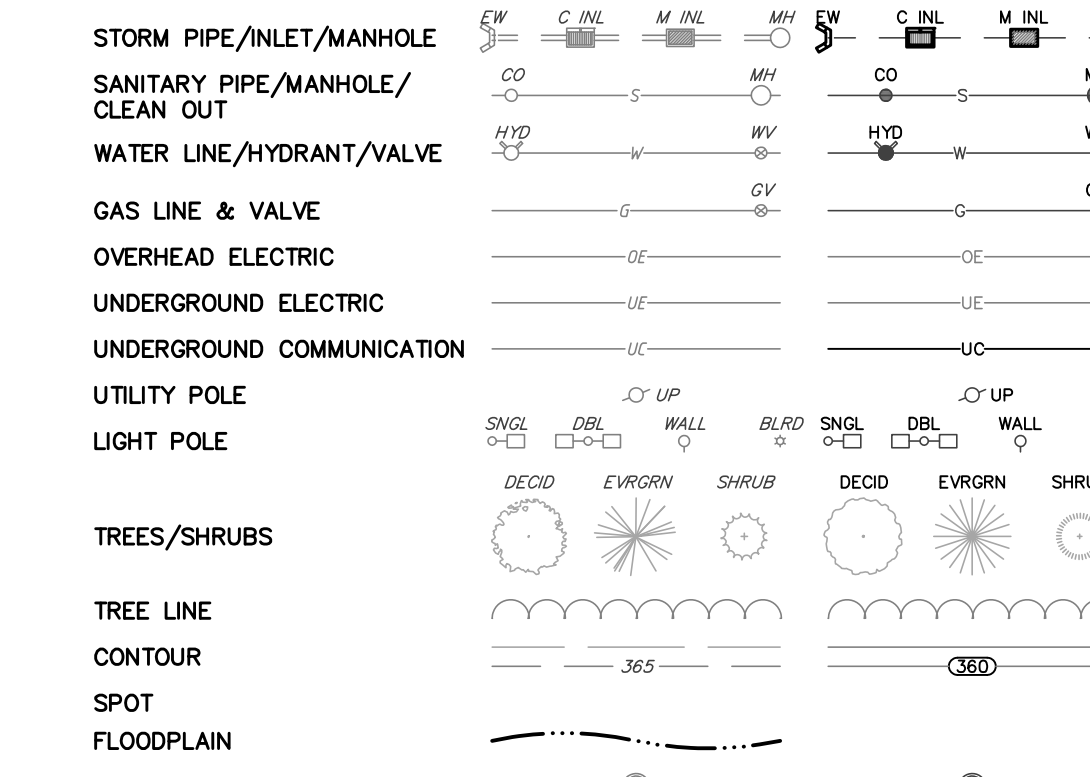 EW C INL M INL MH EW C INL M INL
STORM PIPE/INLET/MANHOLE
CO MH CO
SANITARY PIPE/MANHOLE/
S S
CLEAN OUT
HYD WV HYD
WATER LINE/HYDRANT/VALVE W W
GV
GAS LINE & VALVE G G
OVERHEAD ELECTRIC OE OE
UNDERGROUND ELECTRIC UE UE
UNDERGROUND COMMUNICATION UC UC
UTILITY POLE UP UP
SNGL DBL WALL BLRD SNGL DBL WALL
LIGHT POLE
DECID EVRGRN SHRUB DECID EVRGRN
TREES/SHRUBS
TREE LINE
CONTOUR 365 360
SPOT
FLOODPLAIN